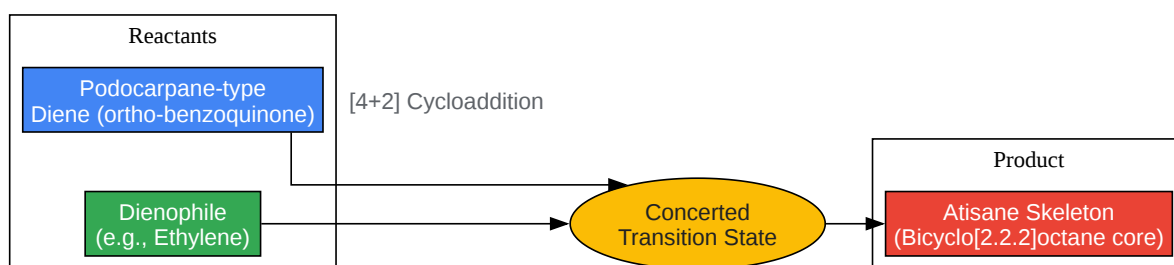 Reactants
Podocarpane-type
Diene (ortho-benzoquinone)
[4+2] Cycloaddition
Dienophile
(e.g., Ethylene)
Concerted
Transition State
Product
Atisane Skeleton
(Bicyclo[2.2.2]octane core)